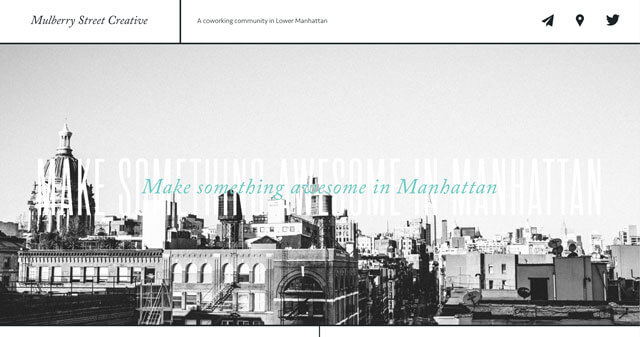 Mulberry Street Creative
A coworking community in Lower Manhattan
MAKE SOMETHING AWESOME IN MANHATTAN
Make something awesome in Manhattan